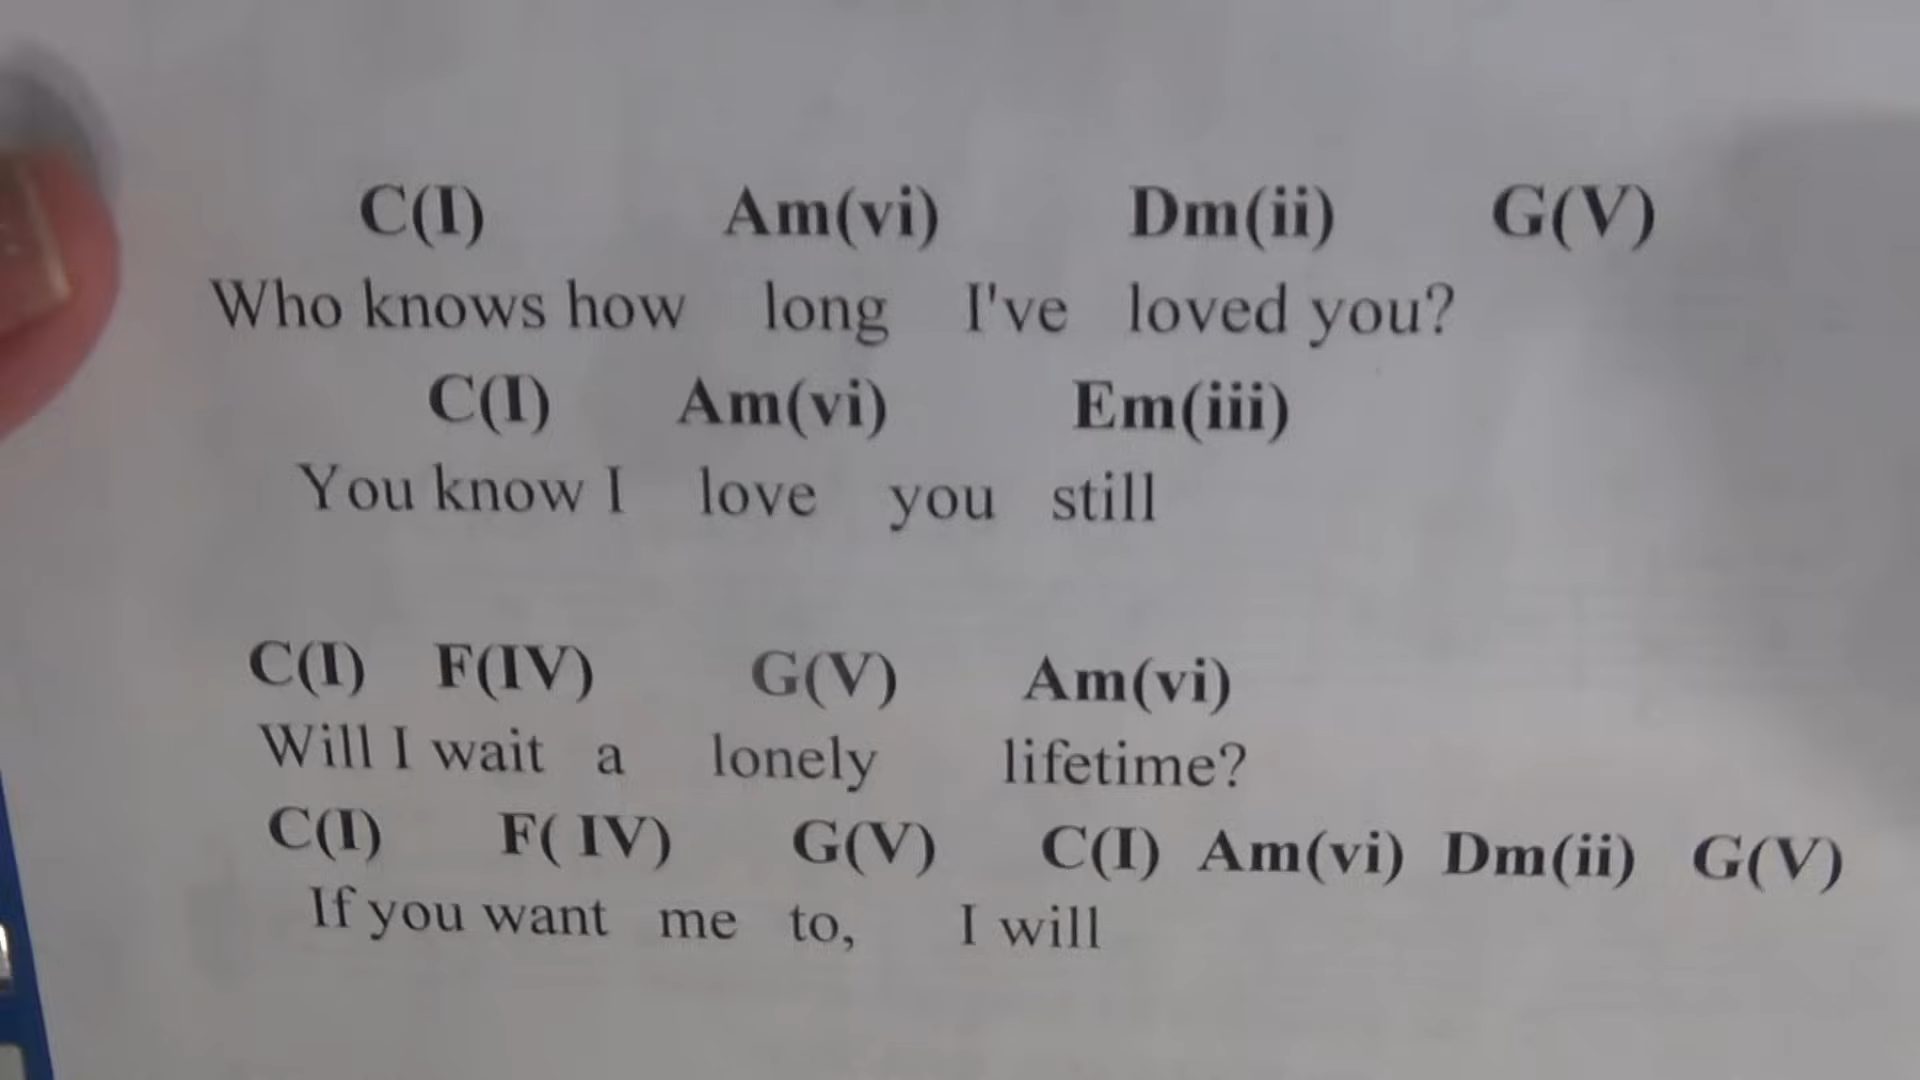 C(I) Am(vi) Dm(ii) G(V)
Who knows how long I've loved you?
C(I) Am(vi) Em(iii)
You know I love you still
C(I) F(IV) G(V) Am(vi)
Will I wait a lonely lifetime?
C(I) F( IV) G(V) C(I) Am(vi) Dm(ii) G(V)
If you want me to, I will